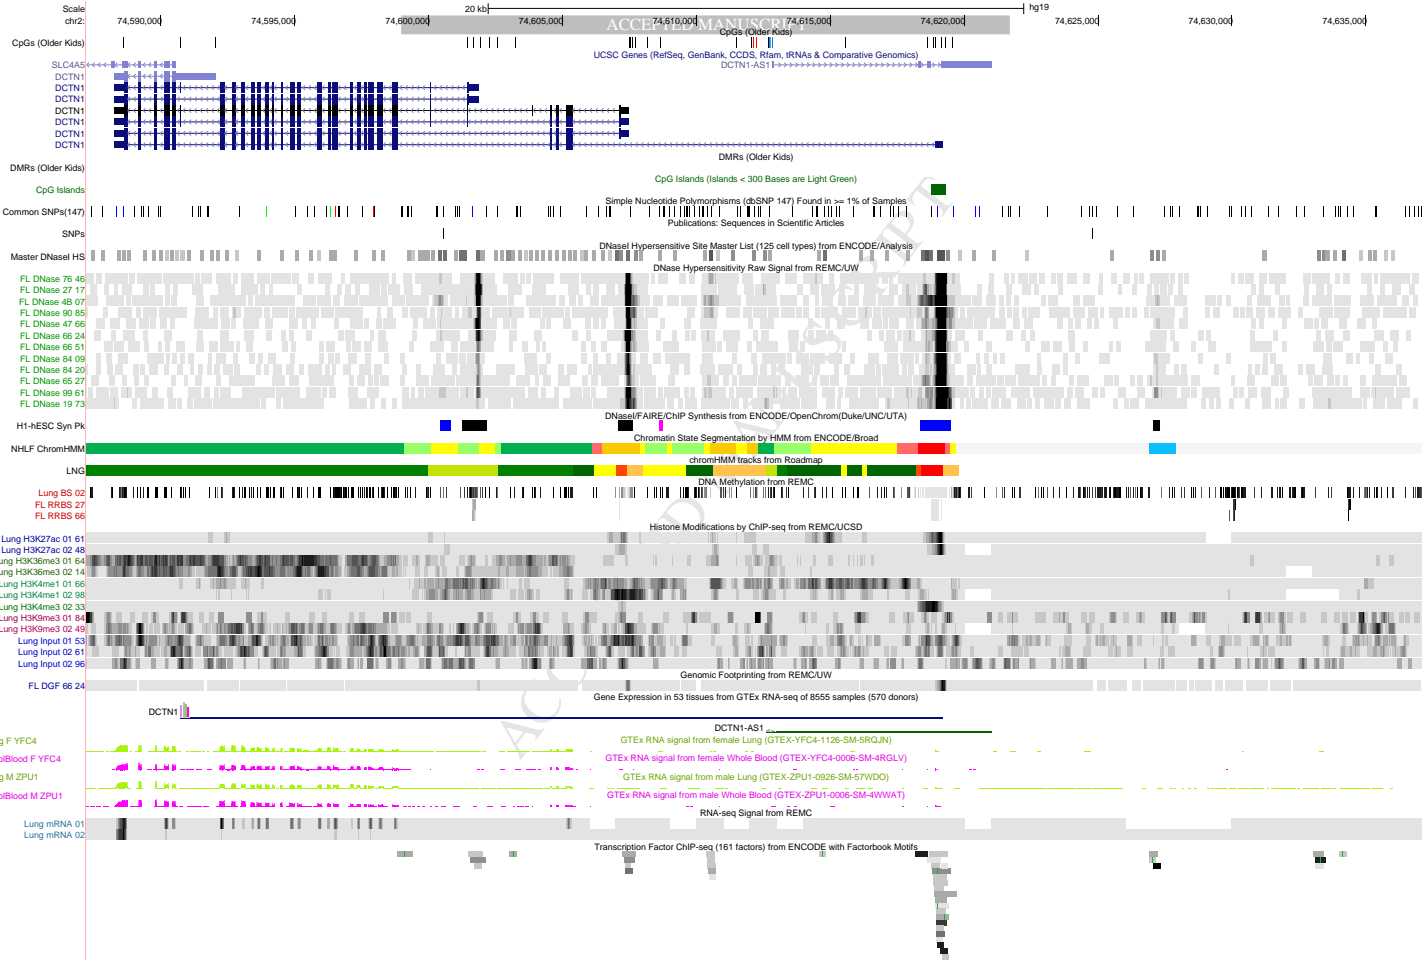 Scale
20 kb
hg19
chr2:
74,590,000
74,595,000
74,600,000
74,605,000
74,610,000
74,615,000
74,620,000
74,625,000
74,630,000
74,635,000
ACCEPTED MANUSCRIPT
CpGs (Older Kids)
CpGs (Older Kids)
UCSC Genes (RefSeq, GenBank, CCDS, Rfam, tRNAs & Comparative Genomics)
SLC4A5
DCTN1-AS1
DCTN1
DCTN1
DCTN1
DCTN1
DCTN1
DCTN1
DCTN1
DMRs (Older Kids)
DMRs (Older Kids)
CpG Islands (Islands < 300 Bases are Light Green)
CpG Islands
Simple Nucleotide Polymorphisms (dbSNP 147) Found in >= 1% of Samples
Common SNPs(147)
Publications: Sequences in Scientific Articles
SNPs
DNaseI Hypersensitive Site Master List (125 cell types) from ENCODE/Analysis
Master DNaseI HS
DNase Hypersensitivity Raw Signal from REMC/UW
FL DNase 76 46
FL DNase 27 17
FL DNase 4B 07
FL DNase 90 85
FL DNase 47 66
FL DNase 66 24
FL DNase 66 51
FL DNase 84 09
FL DNase 84 20
FL DNase 65 27
FL DNase 99 61
FL DNase 19 73
DNaseI/FAIRE/ChIP Synthesis from ENCODE/OpenChrom(Duke/UNC/UTA)
H1-hESC Syn Pk
Chromatin State Segmentation by HMM from ENCODE/Broad
NHLF ChromHMM
chromHMM tracks from Roadmap
LNG
DNA Methylation from REMC
Lung BS 02
FL RRBS 27
FL RRBS 66
Histone Modifications by ChIP-seq from REMC/UCSD
Lung H3K27ac 01 61
Lung H3K27ac 02 48
Lung H3K36me3 01 64
Lung H3K36me3 02 14
Lung H3K4me1 01 66
Lung H3K4me1 02 98
Lung H3K4me3 02 33
Lung H3K9me3 01 84
Lung H3K9me3 02 49
Lung Input 01 53
Lung Input 02 61
Lung Input 02 96
Genomic Footprinting from REMC/UW
FL DGF 66 24
Gene Expression in 53 tissues from GTEx RNA-seq of 8555 samples (570 donors)
DCTN1
DCTN1-AS1
GTEx RNA signal from female Lung (GTEX-YFC4-1126-SM-5RQJN)
g F YFC4
GTEx RNA signal from female Whole Blood (GTEX-YFC4-0006-SM-4RGLV)
olBlood F YFC4
GTEx RNA signal from male Lung (GTEX-ZPU1-0926-SM-57WDO)
g M ZPU1
GTEx RNA signal from male Whole Blood (GTEX-ZPU1-0006-SM-4WWAT)
olBlood M ZPU1
RNA-seq Signal from REMC
Lung mRNA 01
Lung mRNA 02
Transcription Factor ChIP-seq (161 factors) from ENCODE with Factorbook Motifs